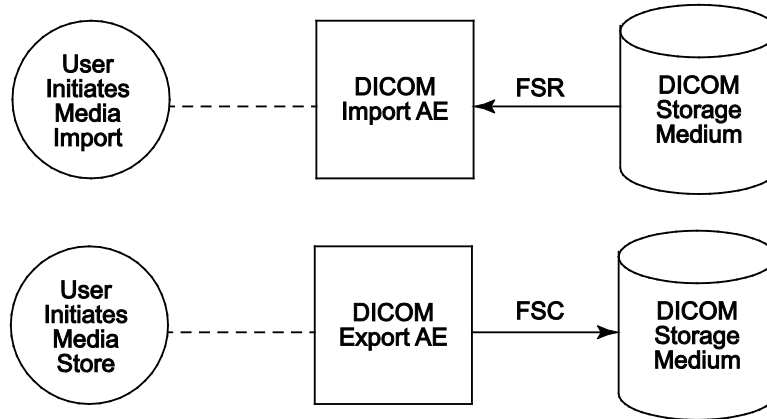 User
Initiates
Media
Import
DICOM
Import AE
FSR
DICOM
Storage
Medium
User
Initiates
Media
Store
DICOM
Export AE
FSC
DICOM
Storage
Medium